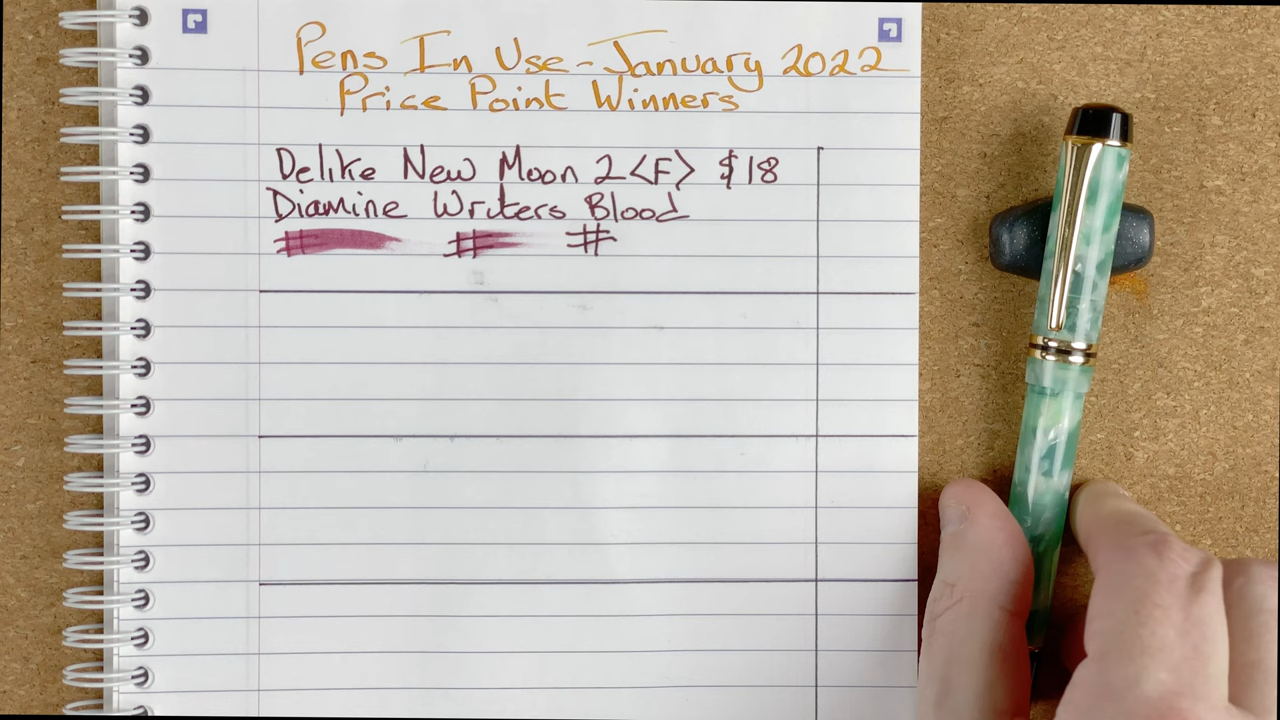 Pens In Use - January 2022
Price Point Winners
Delike New Moon 2 <F> $18
Diamine Writers Blood
# # #